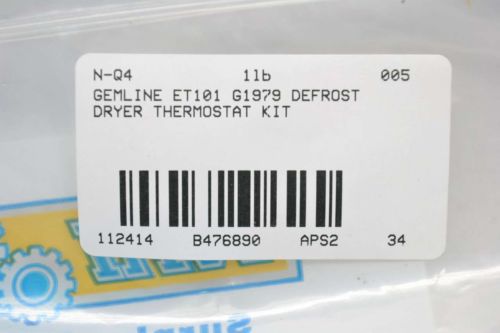 N-Q4 1lb 005
GEMLINE ET101 G1979 DEFROST
DRYER THERMOSTAT KIT
112414 B476890 APS2 34